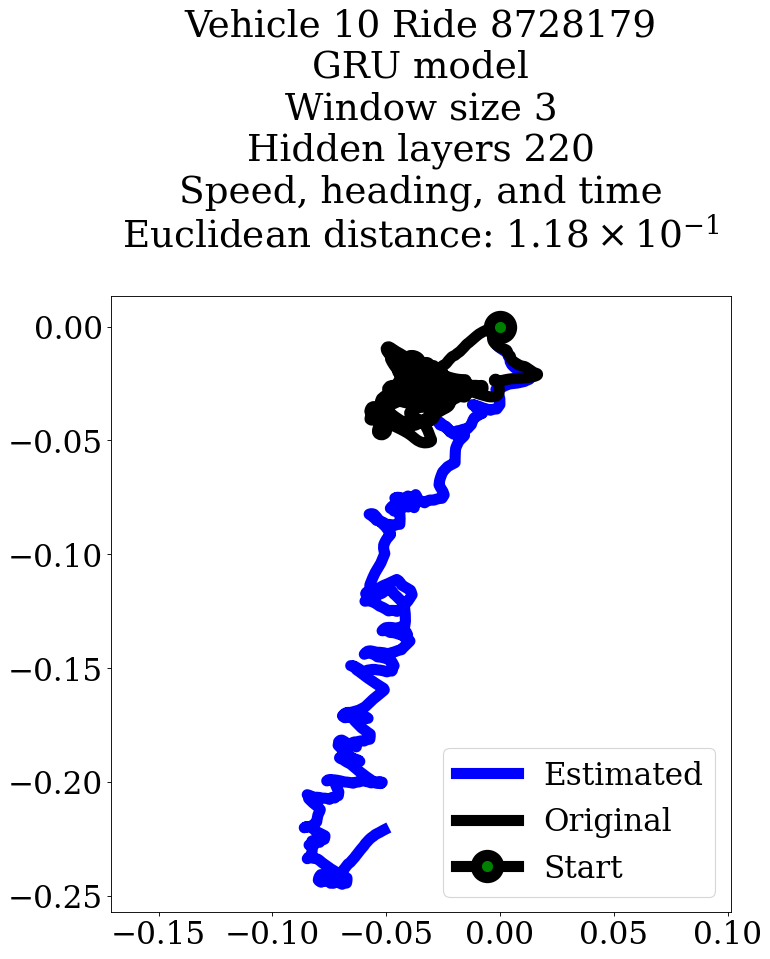 Vehicle 10 Ride 8728179
GRU model
Window size 3
Hidden layers 220
Speed, heading, and time
Euclidean distance: 1.18 × 10⁻¹
0.00
−0.05
−0.10
−0.15
−0.20
−0.25
Estimated
Original
Start
−0.15 −0.10 −0.05 0.00 0.05 0.10